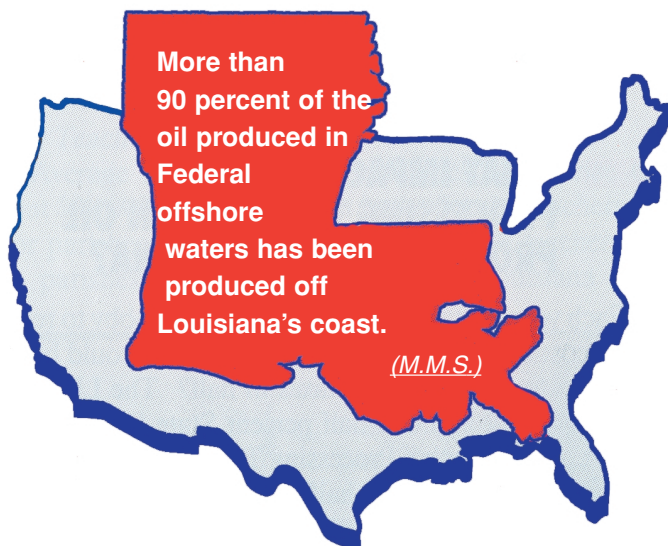 More than
90 percent of the
oil produced in
Federal
offshore
waters has been
produced off
Louisiana's coast.
(M.M.S.)